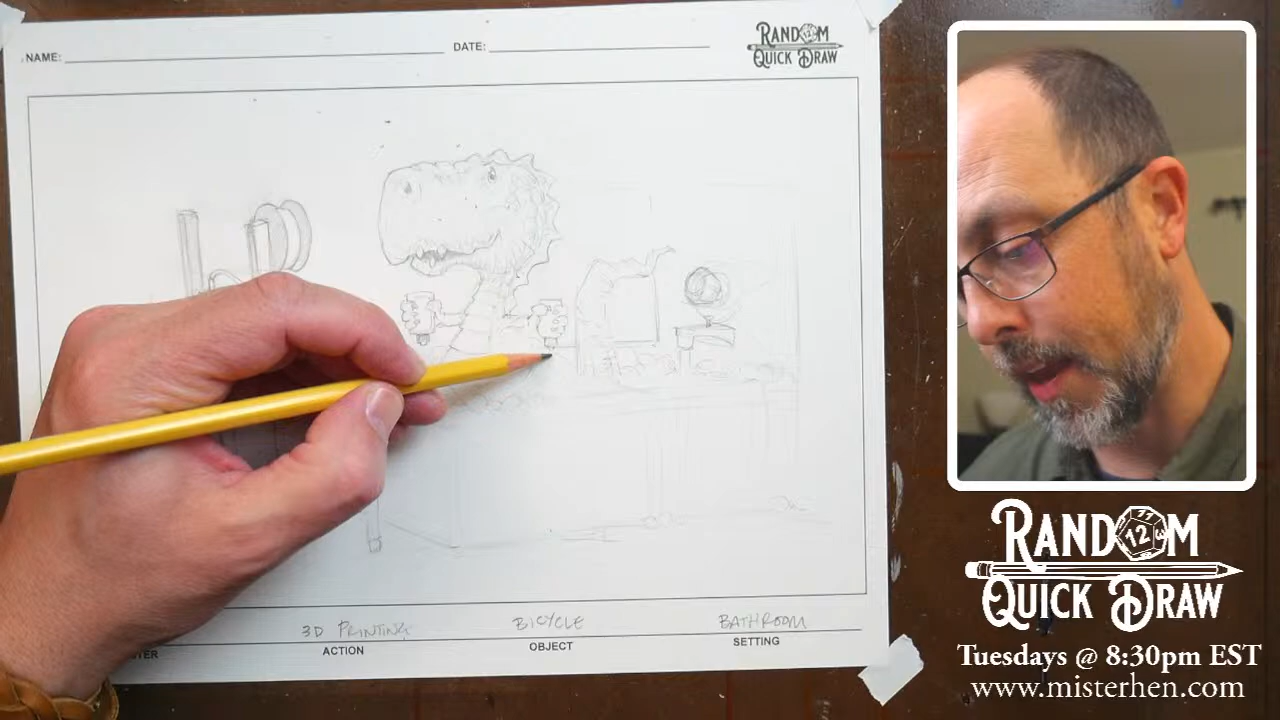 NAME:
DATE:
RANDOM
QUICK DRAW
3D PRINTING
BICYCLE
BATHROOM
ACTION
OBJECT
SETTING
RANDOM
12
QUICK DRAW
Tuesdays @ 8:30pm EST
www.misterhen.com